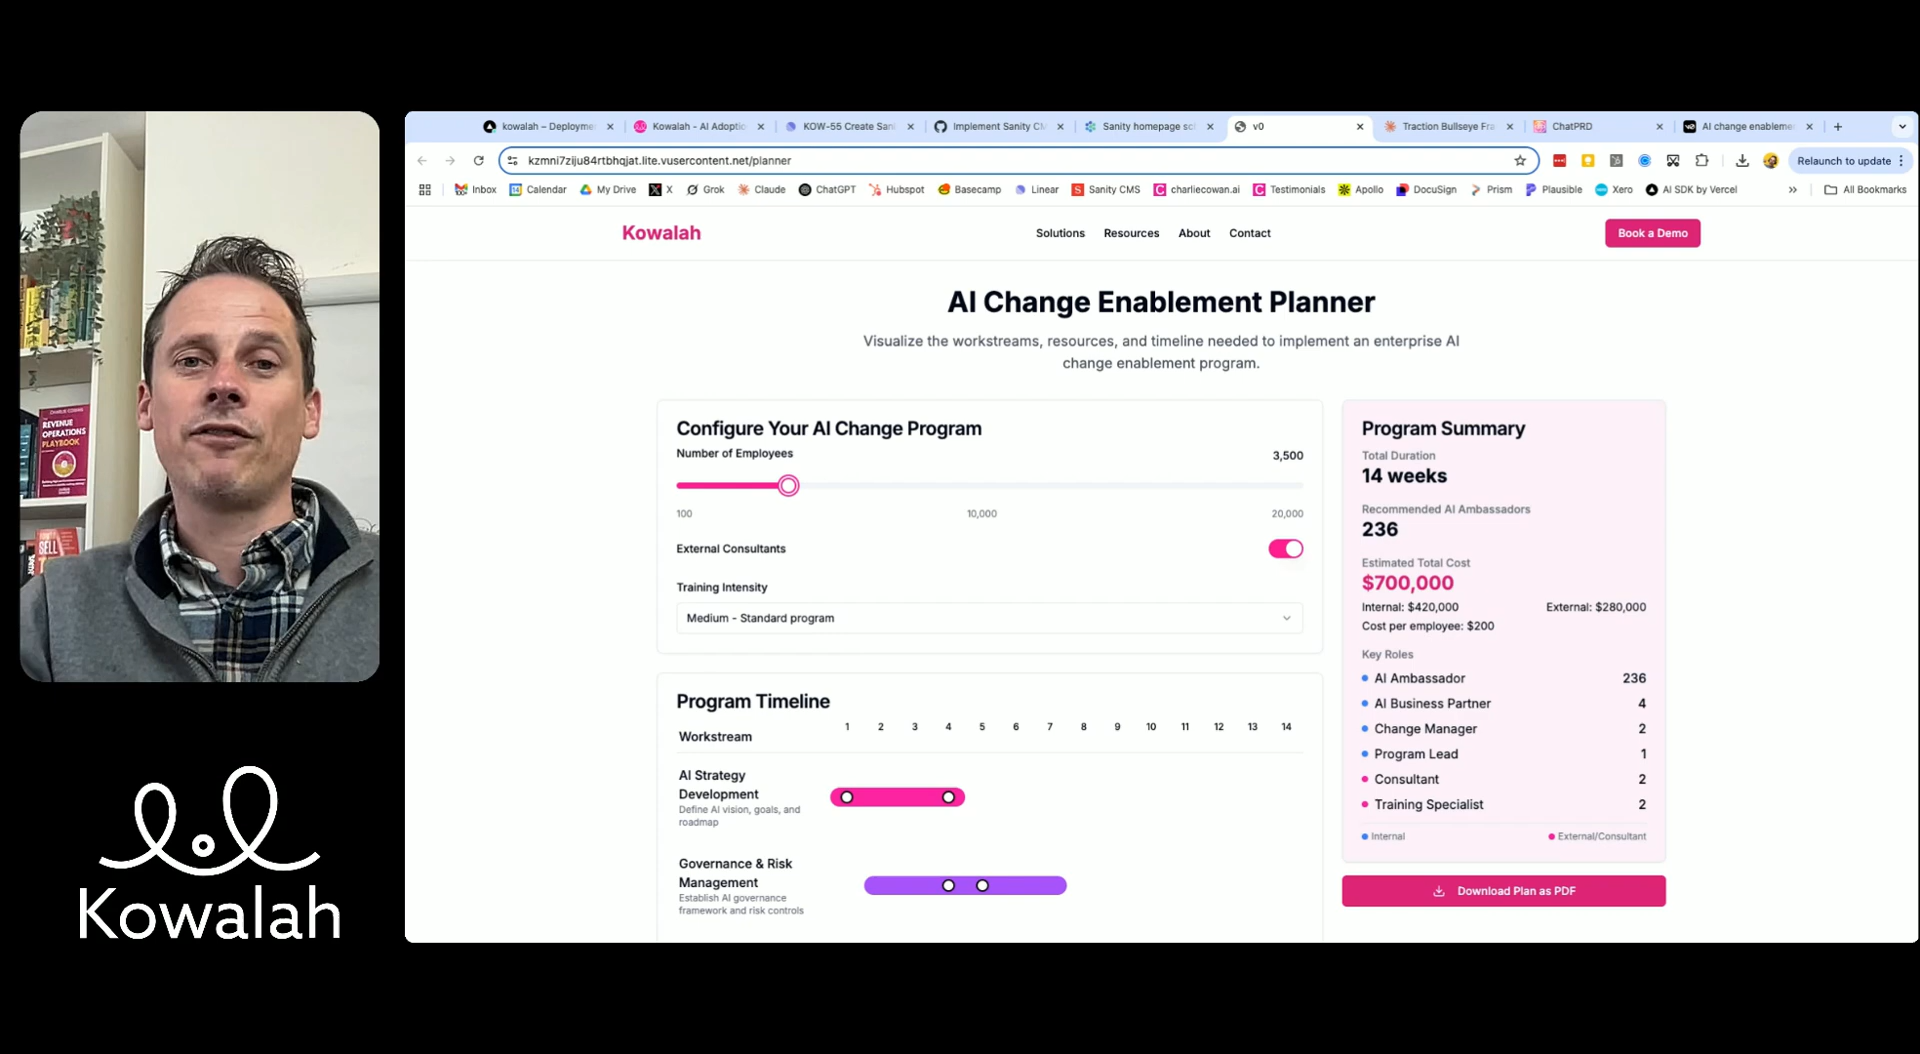 kowalah – Deployme
Kowalah - AI Adoptio
KOW-55 Create San
Implement Sanity CM
Sanity homepage sc
v0
Traction Bullseye Fra
ChatPRD
AI change enableme
kzmni7ziju84rtbhqjat.lite.vusercontent.net/planner
Relaunch to update
Inbox
Calendar
My Drive
X
Grok
Claude
ChatGPT
Hubspot
Basecamp
Linear
Sanity CMS
charliecowan.ai
Testimonials
Apollo
DocuSign
Prism
Plausible
Xero
AI SDK by Vercel
All Bookmarks
Kowalah
Solutions
Resources
About
Contact
Book a Demo
AI Change Enablement Planner
Visualize the workstreams, resources, and timeline needed to implement an enterprise AI
change enablement program.
Configure Your AI Change Program
Number of Employees
3,500
100
10,000
20,000
External Consultants
Training Intensity
Medium - Standard program
Program Timeline
Workstream
1 2 3 4 5 6 7 8 9 10 11 12 13 14
AI Strategy
Development
Define AI vision, goals, and
roadmap
Governance & Risk
Management
Establish AI governance
framework and risk controls
Program Summary
Total Duration
14 weeks
Recommended AI Ambassadors
236
Estimated Total Cost
$700,000
Internal: $420,000 External: $280,000
Cost per employee: $200
Key Roles
AI Ambassador 236
AI Business Partner 4
Change Manager 2
Program Lead 1
Consultant 2
Training Specialist 2
Internal External/Consultant
Download Plan as PDF
CHARLIE COWAN
REVENUE
OPERATIONS
PLAYBOOK
SELL
Kowalah